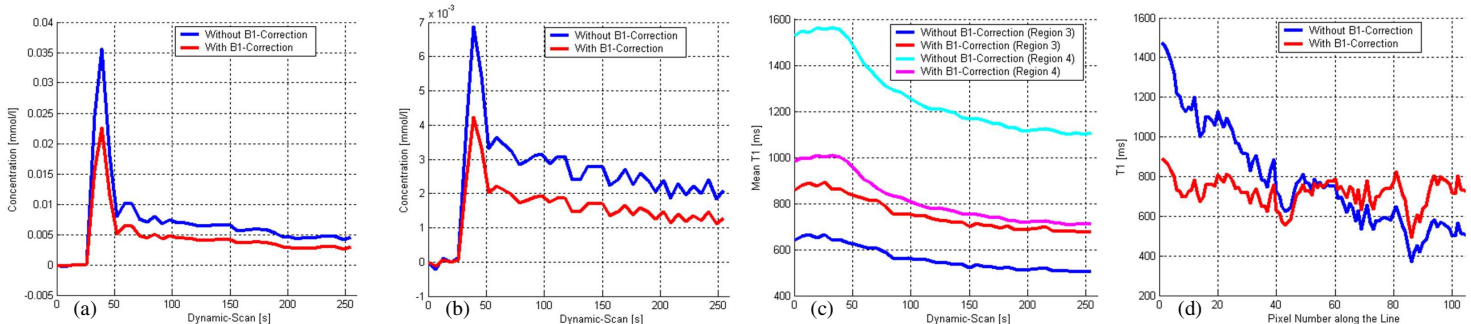 0.04
0.035
0.03
0.025
0.02
0.015
0.01
0.005
0
-0.005
Concentration [mmol/l]
Without B1-Correction
With B1-Correction
0 50 100 150 200 250
(a)
Dynamic-Scan [s]
7 x 10-3
6
5
4
3
2
1
0
-1
Concentration [mmol/l]
Without B1-Correction
With B1-Correction
0 50 100 150 200 250
(b)
Dynamic-Scan [s]
1600
1400
1200
1000
800
600
400
Mean T1 [ms]
Without B1-Correction (Region 3)
With B1-Correction (Region 3)
Without B1-Correction (Region 4)
With B1-Correction (Region 4)
0 50 100 150 200 250
(c)
Dynamic-Scan [s]
1600
1400
1200
1000
800
600
400
200
T1 [ms]
Without B1-Correction
With B1-Correction
0 20 40 60 80 100
(d)
Pixel Number along the Line